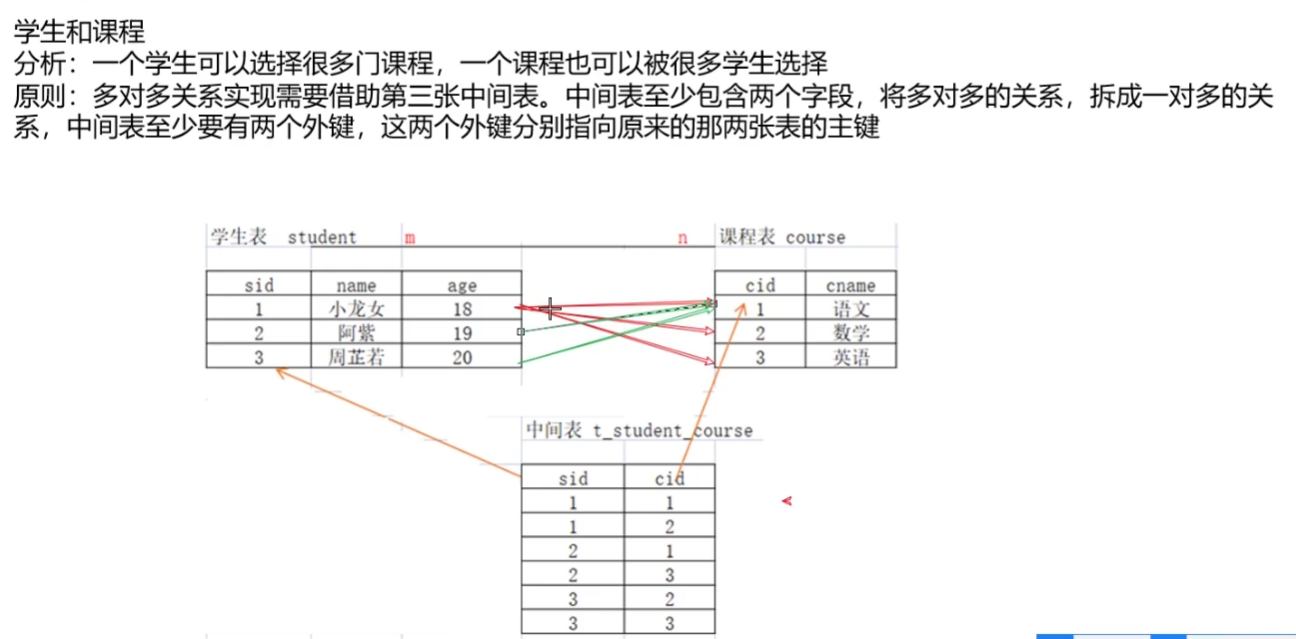 学生和课程
分析：一个学生可以选择很多门课程，一个课程也可以被很多学生选择
原则：多对多关系实现需要借助第三张中间表。中间表至少包含两个字段，将多对多的关系，拆成一对多的关
系，中间表至少要有两个外键，这两个外键分别指向原来的那两张表的主键
学生表 student m n 课程表 course
sid name age cid cname
1 小龙女 18 1 语文
2 阿紫 19 2 数学
3 周芷若 20 3 英语
中间表 t_student_course
sid cid
1 1
1 2
2 1
2 3
3 2
3 3